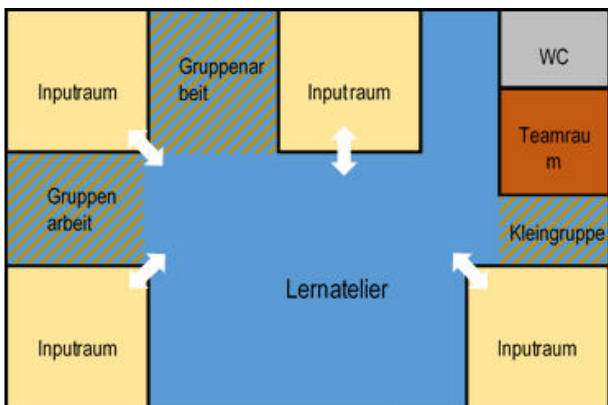 Inputraum
Gruppenar
beit
Inputraum
WC
Teamrau
m
Gruppen
arbeit
Kleingruppe
Lernatelier
Inputraum
Inputraum